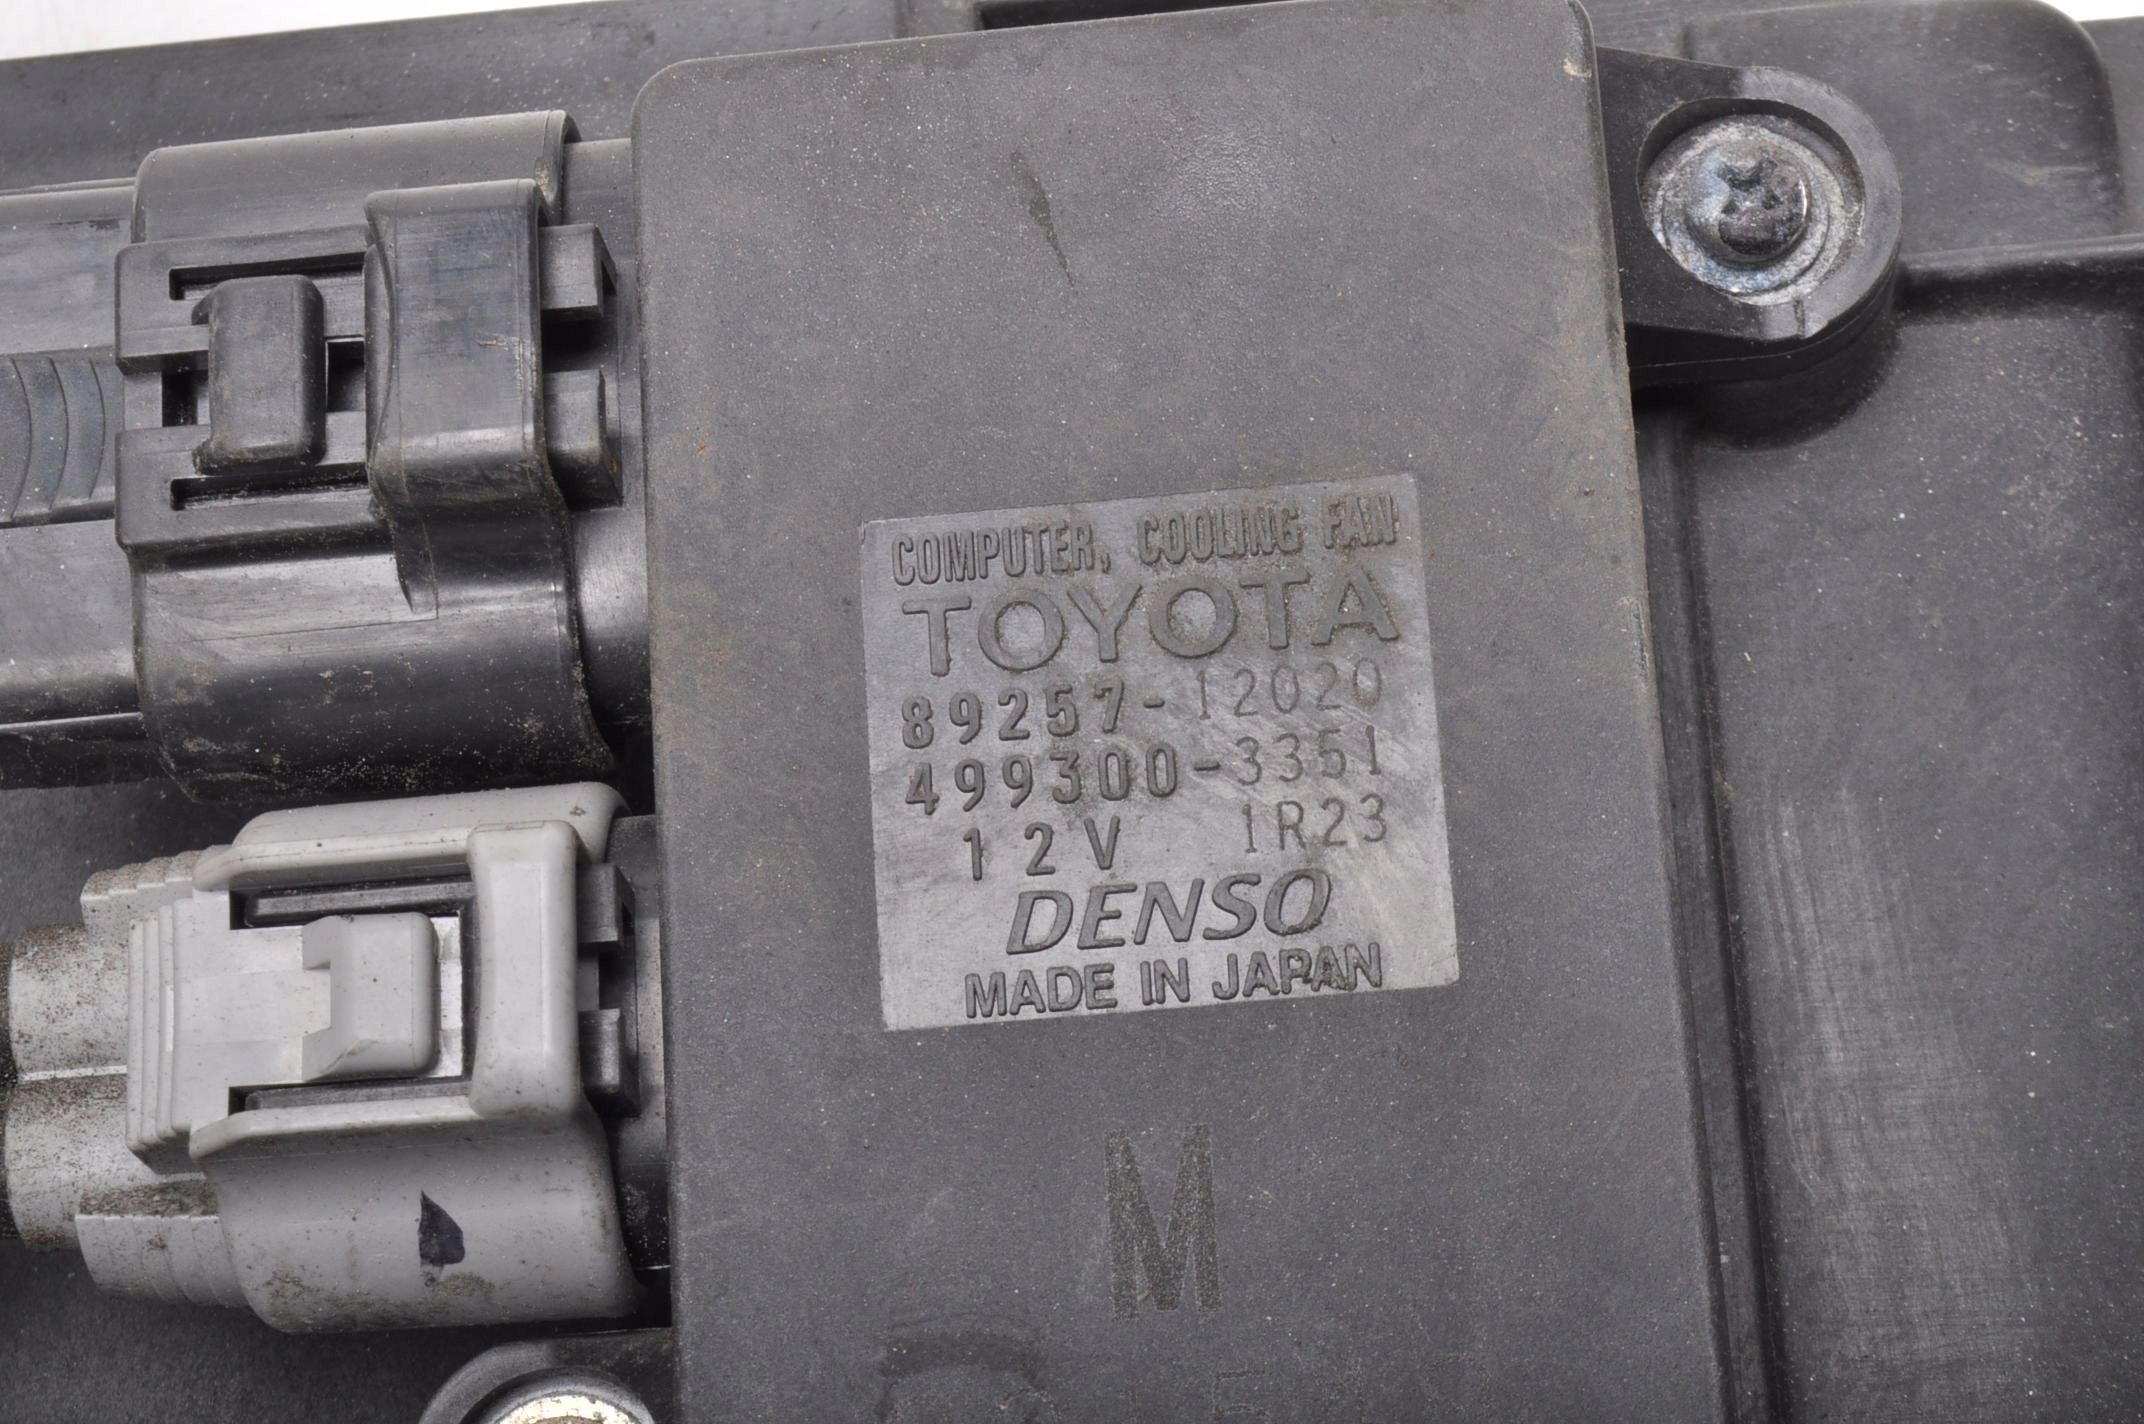 COMPUTER, COOLING FAN
TOYOTA
89257-12020
499300-3351
12V 1R23
DENSO
MADE IN JAPAN
M